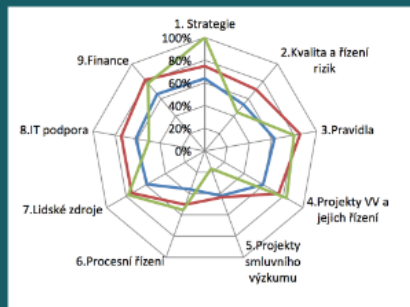 1. Strategie
100%
80%
60%
40%
20%
0%
2.Kvalita a řízení
rizik
3.Pravidla
4.Projekty VV a
jejich řízení
5.Projekty
smluvního
výzkumu
6.Procesní řízení
7.Lidské zdroje
8.IT podpora
9.Finance